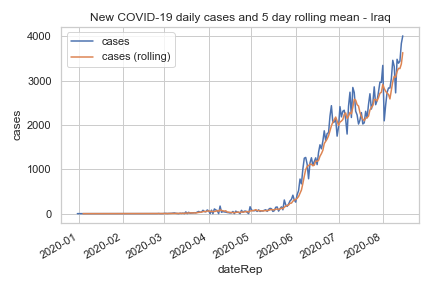 New COVID-19 daily cases and 5 day rolling mean - Iraq
cases
cases (rolling)
4000
3000
2000
1000
0
cases
2020-01
2020-02
2020-03
2020-04
2020-05
2020-06
2020-07
2020-08
dateRep